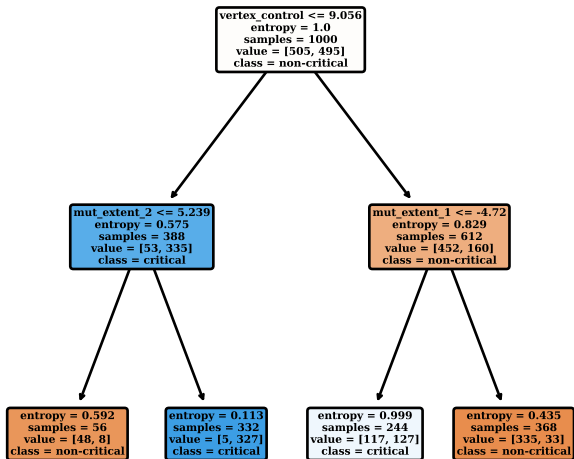 vertex_control <= 9.056
entropy = 1.0
samples = 1000
value = [505, 495]
class = non-critical
mut_extent_2 <= 5.239
entropy = 0.575
samples = 388
value = [53, 335]
class = critical
mut_extent_1 <= -4.72
entropy = 0.829
samples = 612
value = [452, 160]
class = non-critical
entropy = 0.592
samples = 56
value = [48, 8]
class = non-critical
entropy = 0.113
samples = 332
value = [5, 327]
class = critical
entropy = 0.999
samples = 244
value = [117, 127]
class = critical
entropy = 0.435
samples = 368
value = [335, 33]
class = non-critical